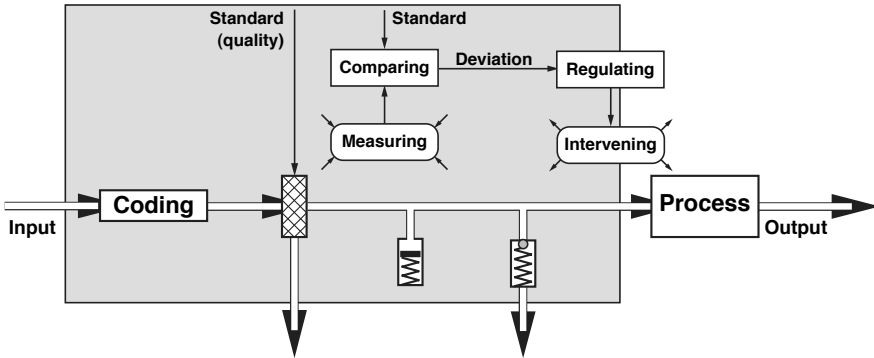 Standard
(quality)
Standard
Comparing
Deviation
Regulating
Measuring
Intervening
Input
Coding
Process
Output